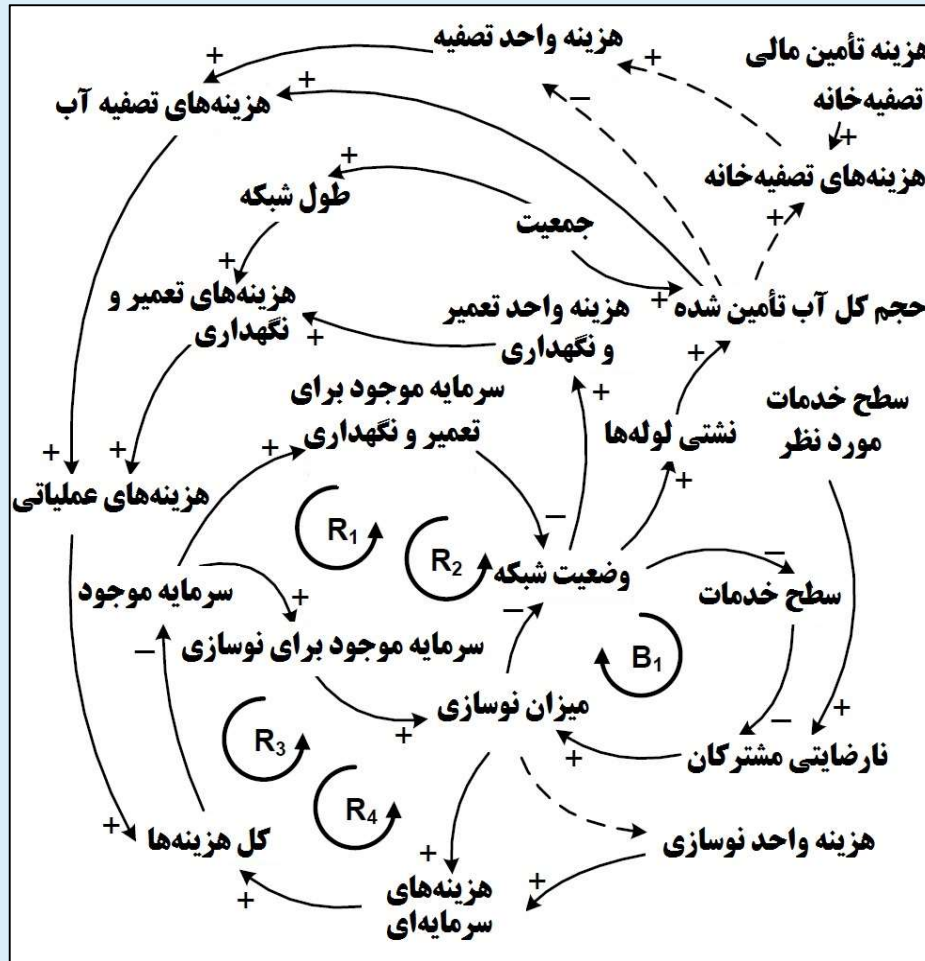 هزینه تأمین مالی
تصفیه‌خانه
هزینه واحد تصفیه
+
+
+
–
هزینه‌های تصفیه آب
+
هزینه‌های تصفیه‌خانه
+
+
طول شبکه
جمعیت
+
+
حجم کل آب تأمین شده
هزینه واحد تعمیر
و نگهداری
هزینه‌های تعمیر و
نگهداری
+
+
سطح خدمات
مورد نظر
سرمایه موجود برای
تعمیر و نگهداری
+
+
نشتی لوله‌ها
+
+
+
هزینه‌های عملیاتی
R1
R2
–
وضعیت شبکه
–
سطح خدمات
سرمایه موجود
+
–
–
B1
سرمایه موجود برای نوسازی
+
میزان نوسازی
–
+
نارضایتی مشترکان
+
R3
R4
+
کل هزینه‌ها
هزینه واحد نوسازی
+
هزینه‌های
سرمایه‌ای
+
+